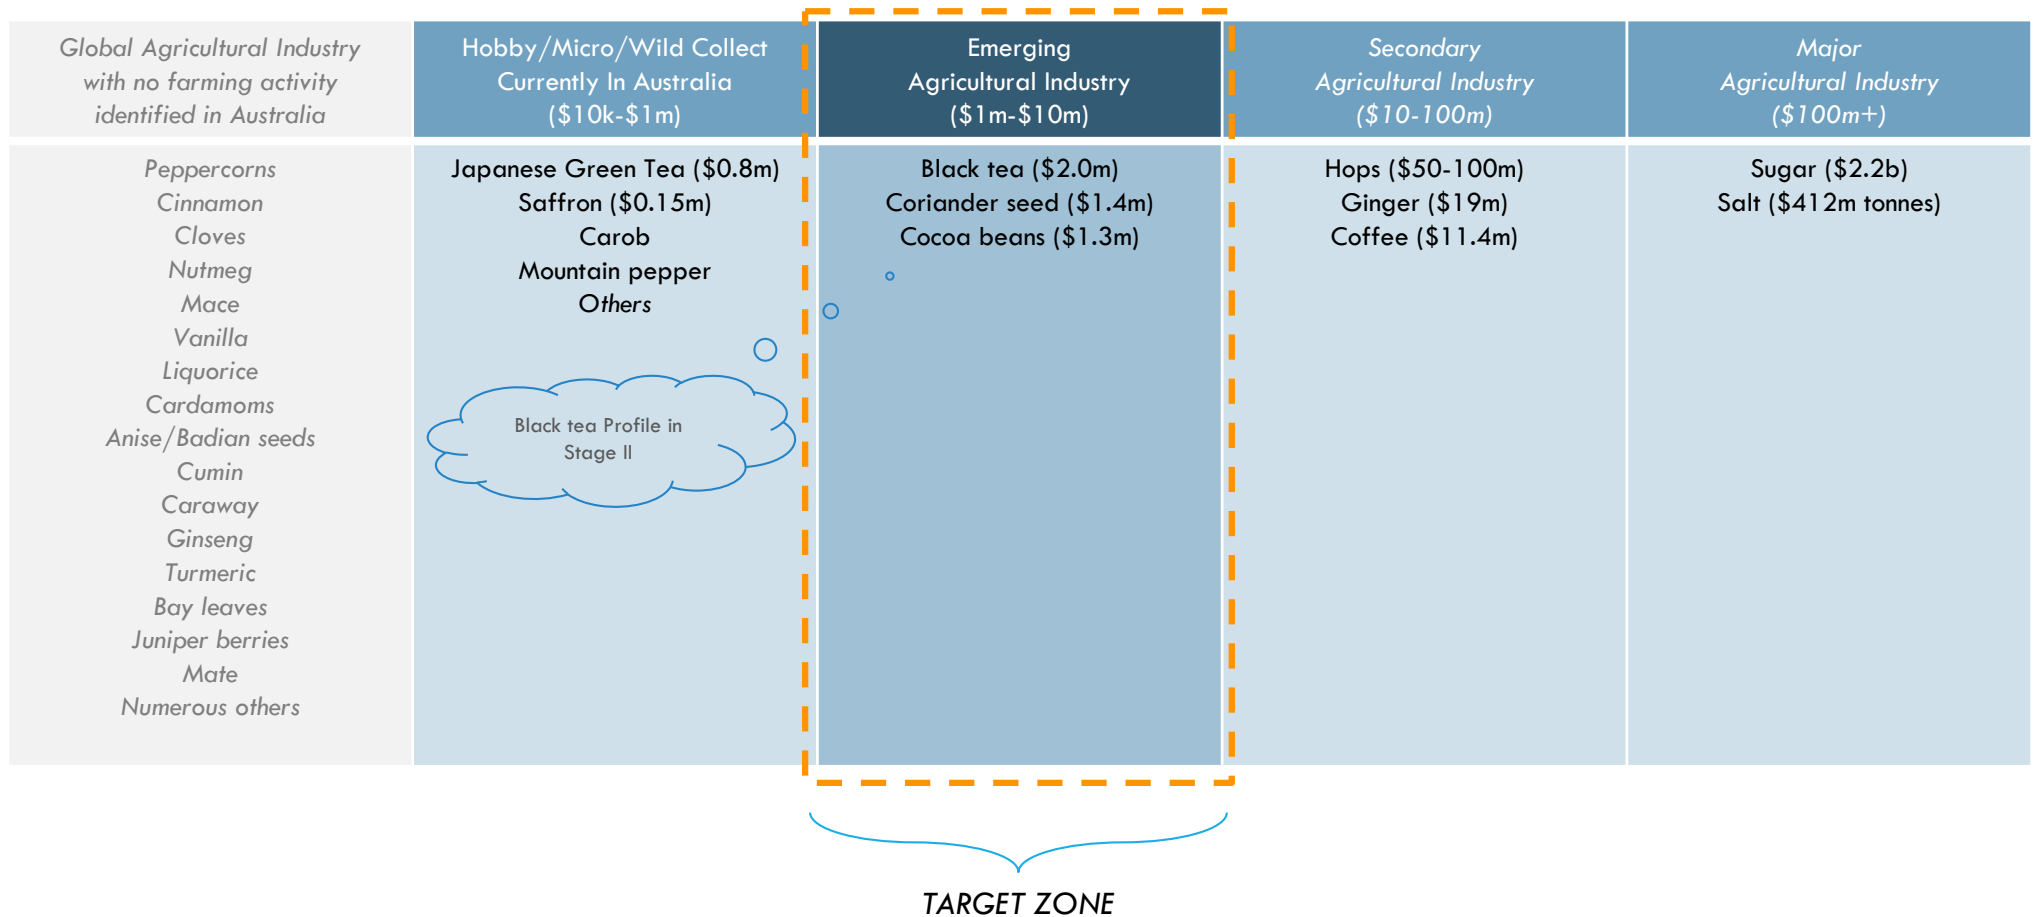 Global Agricultural Industry
with no farming activity
identified in Australia
Hobby/Micro/Wild Collect
Currently In Australia
($10k-$1m)
Emerging
Agricultural Industry
($1m-$10m)
Secondary
Agricultural Industry
($10-100m)
Major
Agricultural Industry
($100m+)
Peppercorns
Cinnamon
Cloves
Nutmeg
Mace
Vanilla
Liquorice
Cardamoms
Anise/Badian seeds
Cumin
Caraway
Ginseng
Turmeric
Bay leaves
Juniper berries
Mate
Numerous others
Japanese Green Tea ($0.8m)
Saffron ($0.15m)
Carob
Mountain pepper
Others
Black tea Profile in
Stage II
Black tea ($2.0m)
Coriander seed ($1.4m)
Cocoa beans ($1.3m)
Hops ($50-100m)
Ginger ($19m)
Coffee ($11.4m)
Sugar ($2.2b)
Salt ($412m tonnes)
TARGET ZONE